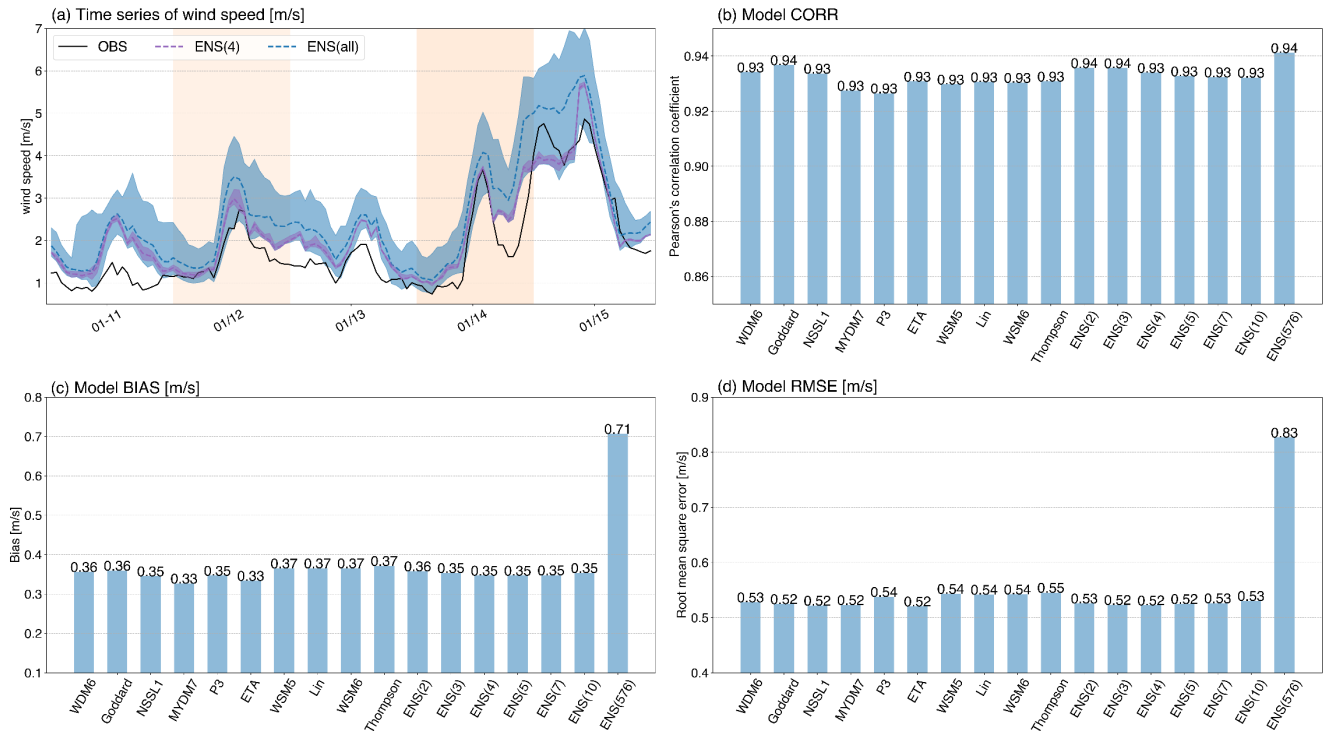 (a) Time series of wind speed [m/s]
OBS ENS(4) ENS(all)
wind speed [m/s]
7
6
5
4
3
2
1
01-11 01/12 01/13 01/14 01/15
(b) Model CORR
Pearson's correlation coefficient
0.94
0.92
0.90
0.88
0.86
0.93 0.94 0.93 0.93 0.93 0.93 0.93 0.93 0.93 0.93 0.94 0.94 0.93 0.93 0.93 0.93 0.94
WDM6 Goddard NSSL1 MYDM7 P3 ETA WSM5 Lin WSM6 Thompson ENS(2) ENS(3) ENS(4) ENS(5) ENS(7) ENS(10) ENS(576)
(c) Model BIAS [m/s]
Bias [m/s]
0.8
0.7
0.6
0.5
0.4
0.3
0.2
0.1
0.36 0.36 0.35 0.33 0.35 0.33 0.37 0.37 0.37 0.37 0.36 0.35 0.35 0.35 0.35 0.35 0.71
WDM6 Goddard NSSL1 MYDM7 P3 ETA WSM5 Lin WSM6 Thompson ENS(2) ENS(3) ENS(4) ENS(5) ENS(7) ENS(10) ENS(576)
(d) Model RMSE [m/s]
Root mean square error [m/s]
0.9
0.8
0.7
0.6
0.5
0.4
0.53 0.52 0.52 0.52 0.54 0.52 0.54 0.54 0.54 0.55 0.53 0.52 0.52 0.52 0.53 0.53 0.83
WDM6 Goddard NSSL1 MYDM7 P3 ETA WSM5 Lin WSM6 Thompson ENS(2) ENS(3) ENS(4) ENS(5) ENS(7) ENS(10) ENS(576)